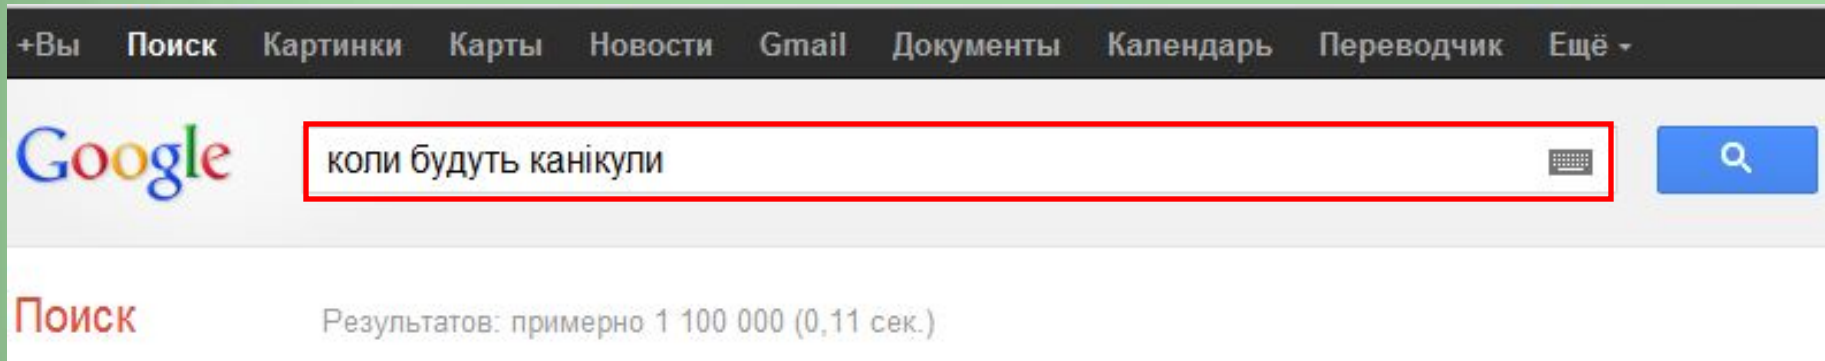 +Вы Поиск Картинки Карты Новости Gmail Документы Календарь Переводчик Ещё
Google коли будуть канікули
Поиск Результатов: примерно 1 100 000 (0,11 сек.)